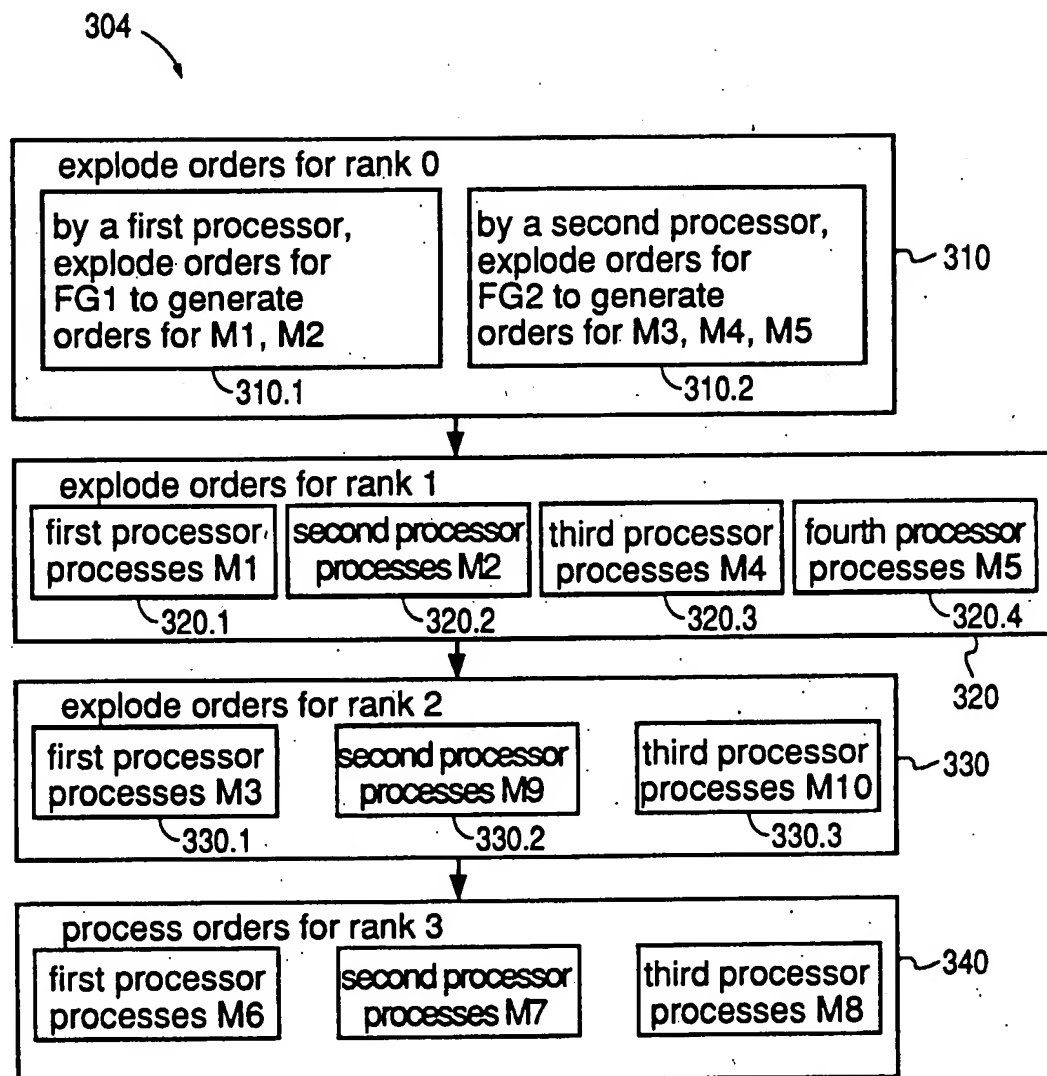 304
explode orders for rank 0
by a first processor,
explode orders for
FG1 to generate
orders for M1, M2
310.1
by a second processor,
explode orders for
FG2 to generate
orders for M3, M4, M5
310.2
310
explode orders for rank 1
first processor
processes M1
320.1
second processor
processes M2
320.2
third processor
processes M4
320.3
fourth processor
processes M5
320.4
320
explode orders for rank 2
first processor
processes M3
330.1
second processor
processes M9
330.2
third processor
processes M10
330.3
330
process orders for rank 3
first processor
processes M6
second processor
processes M7
third processor
processes M8
340